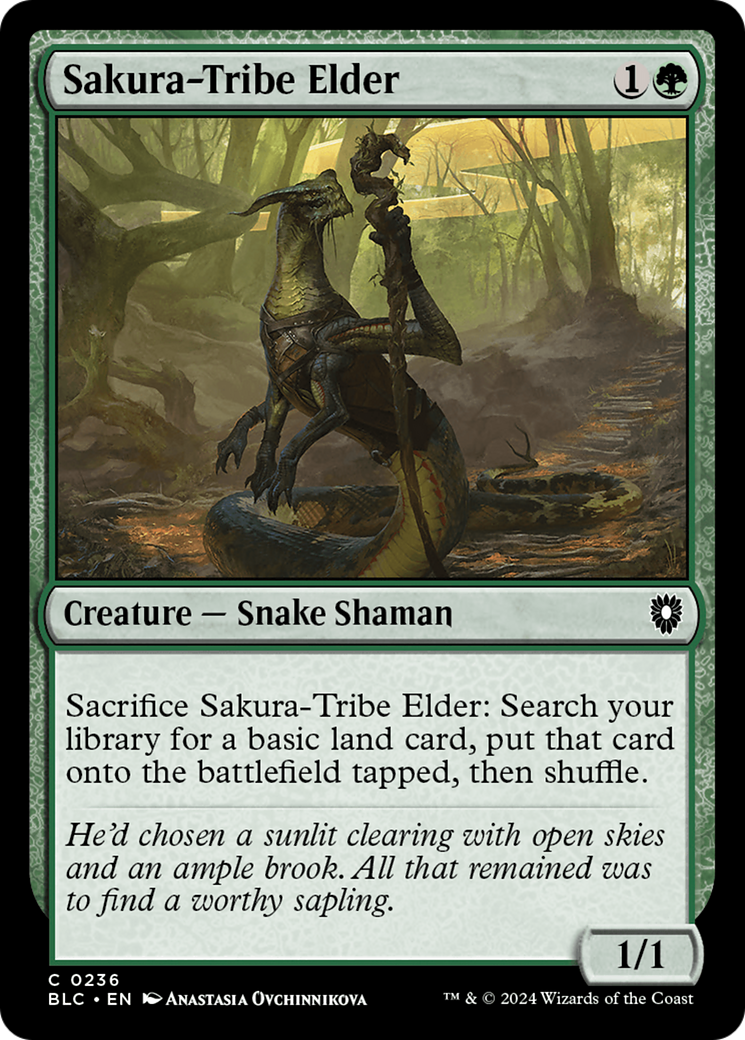 Sakura-Tribe Elder 1
Creature — Snake Shaman
Sacrifice Sakura-Tribe Elder: Search your
library for a basic land card, put that card
onto the battlefield tapped, then shuffle.
He’d chosen a sunlit clearing with open skies
and an ample brook. All that remained was
to find a worthy sapling.
1/1
C 0236
BLC • EN Anastasia Ovchinnikova ™ & © 2024 Wizards of the Coast